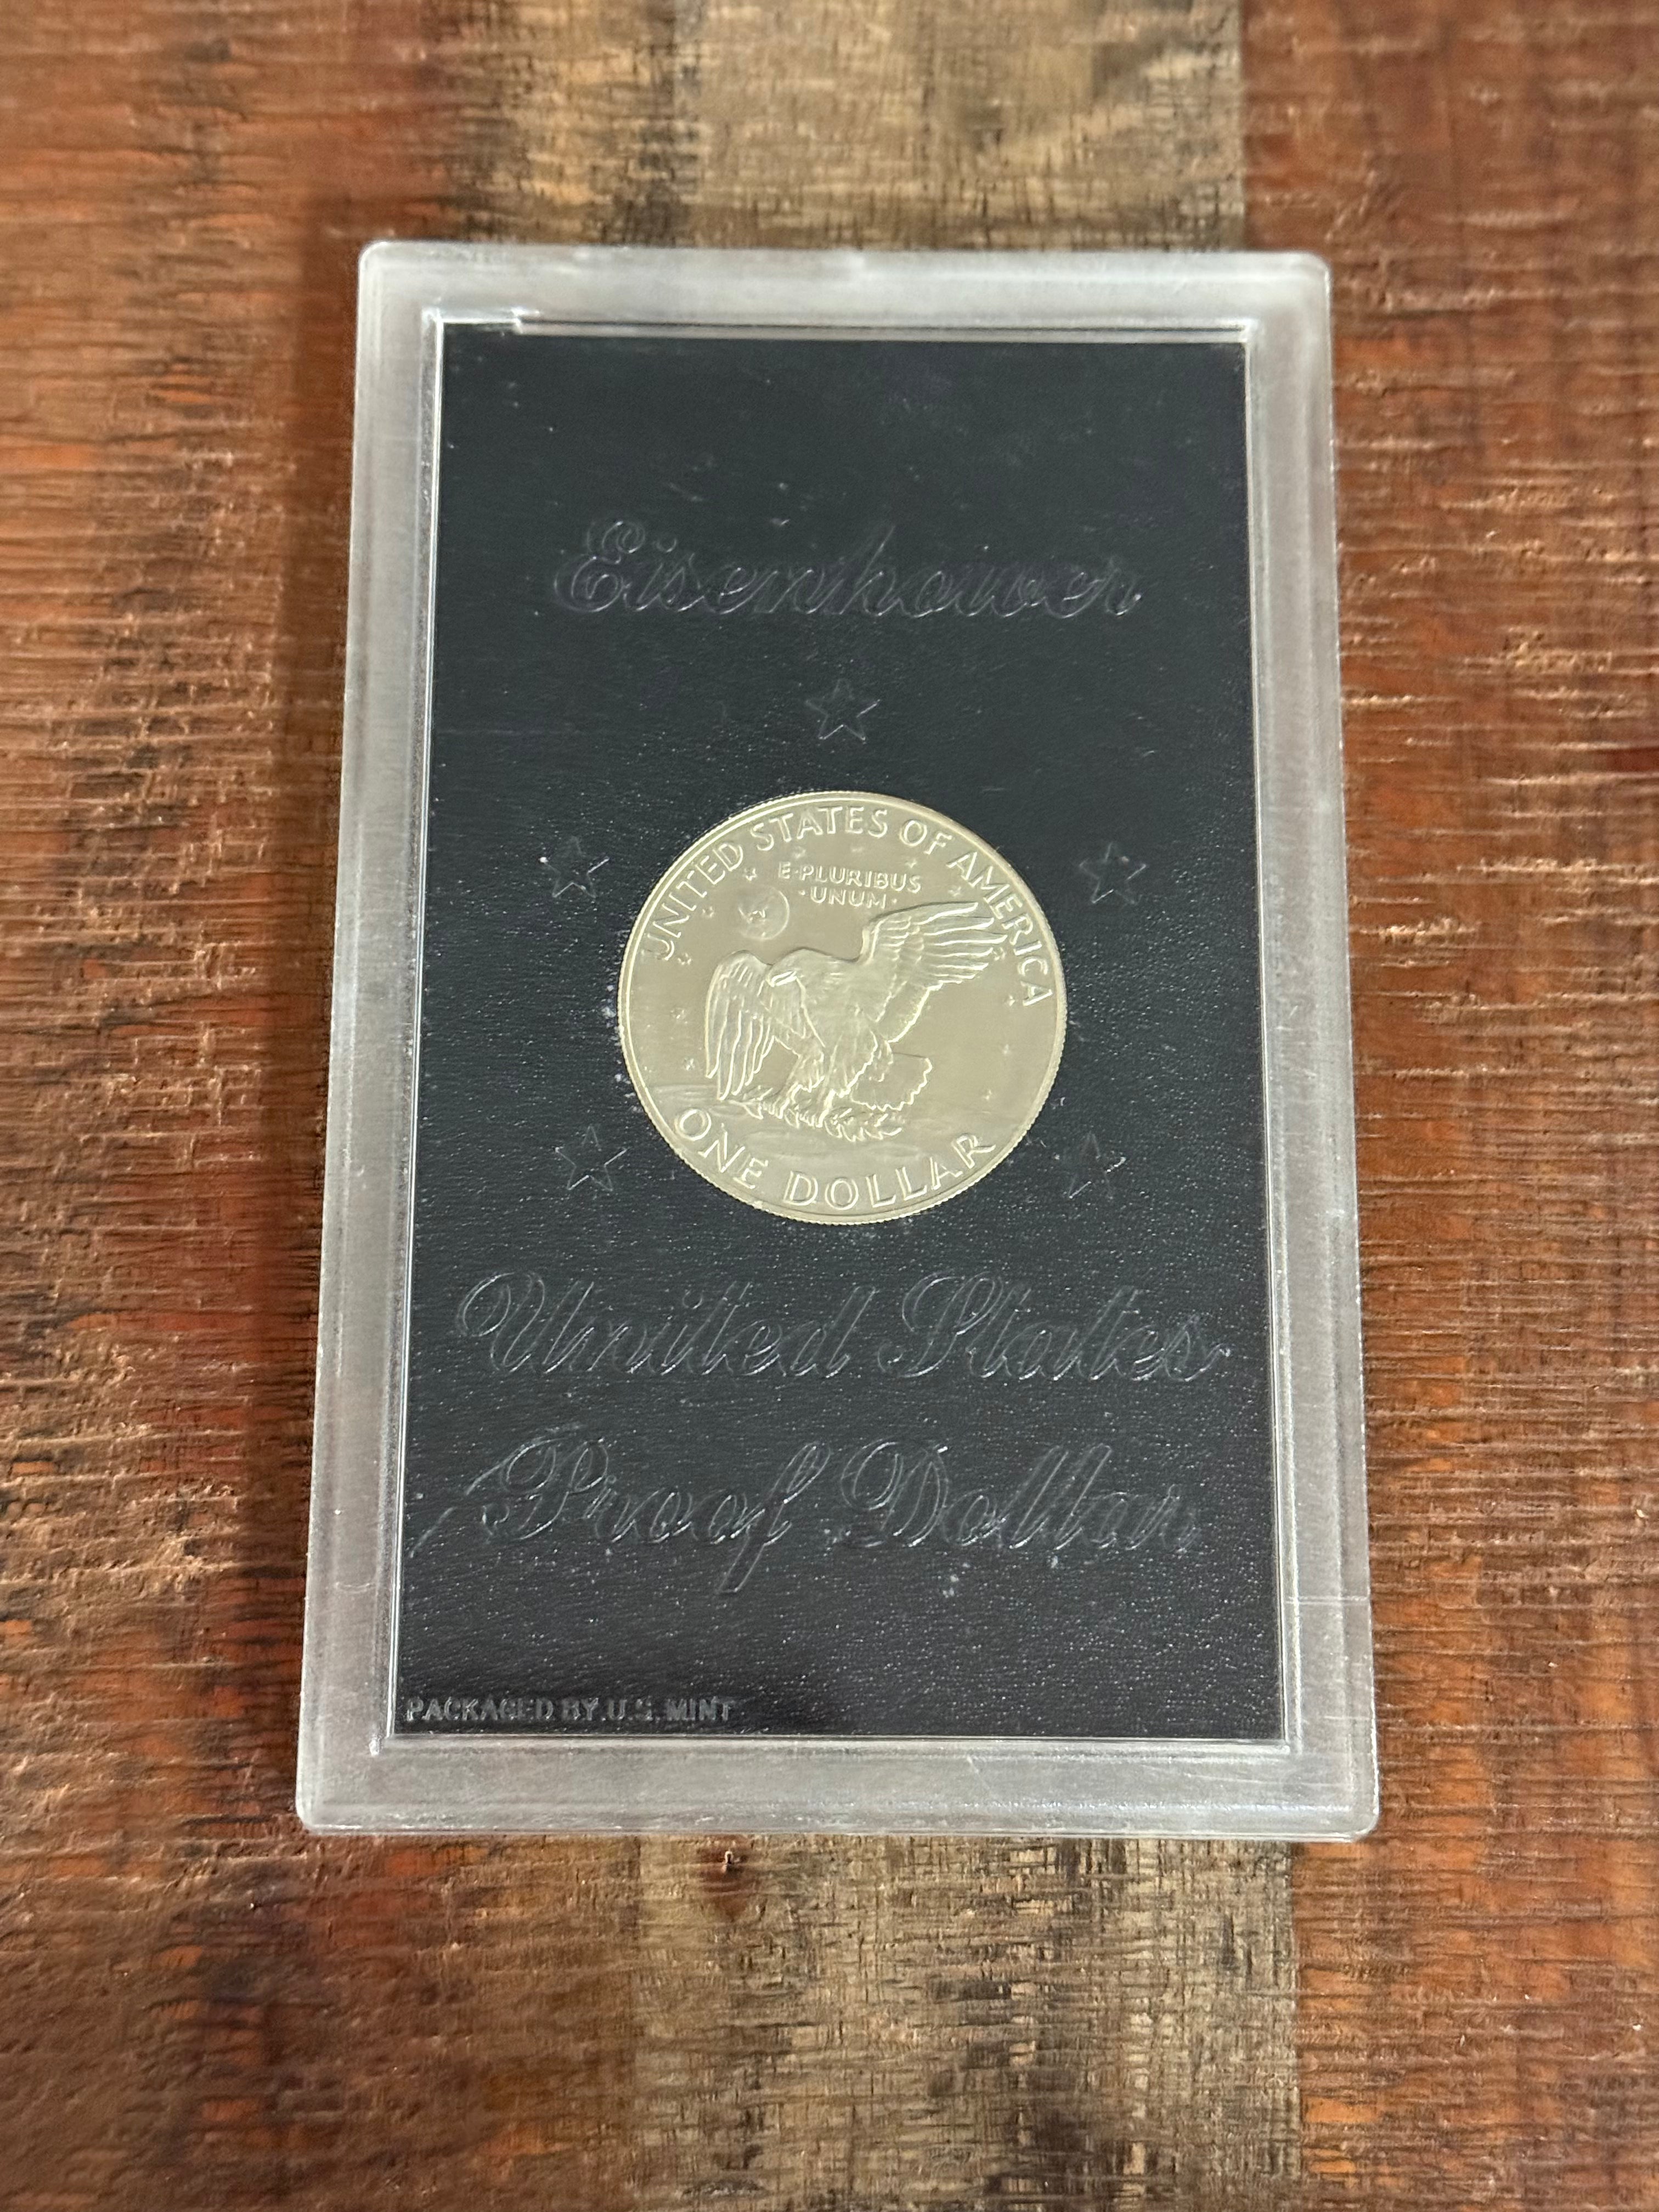 Eisenhower
UNITED STATES OF AMERICA
E·PLURIBUS
·UNUM·
ONE DOLLAR
United States
Proof Dollar
PACKAGED BY U.S. MINT